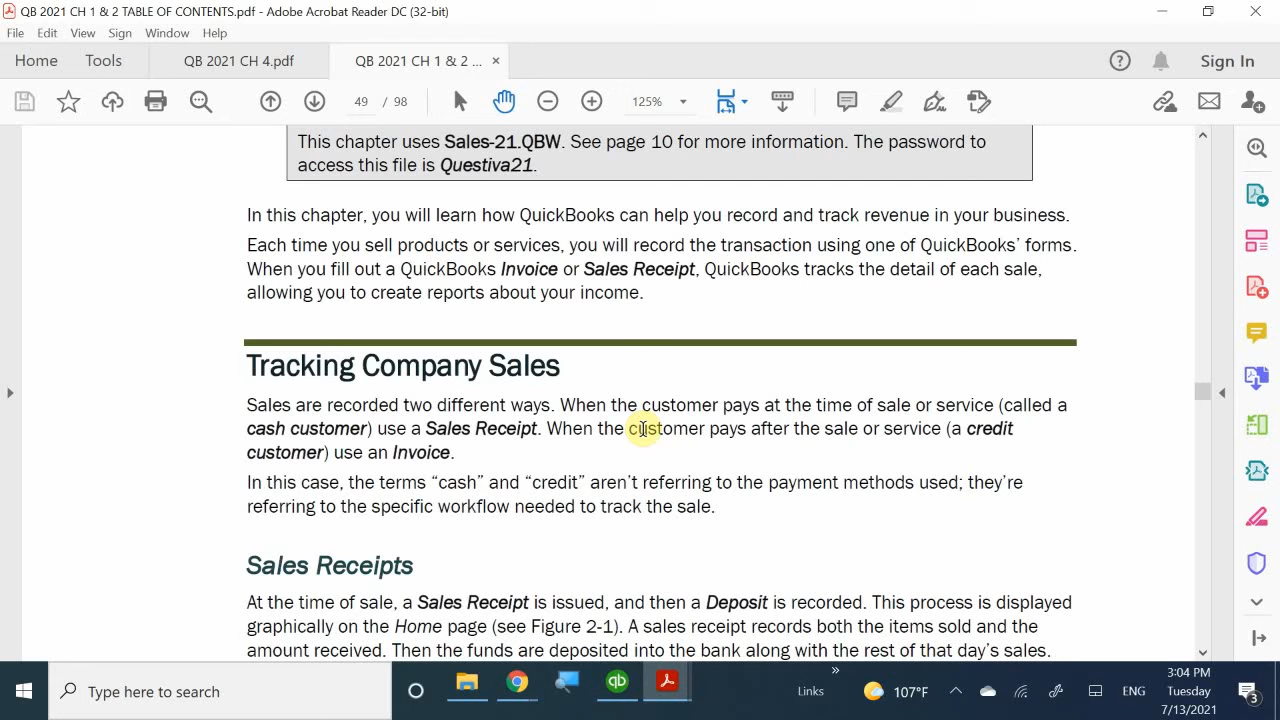 QB 2021 CH 1 & 2 TABLE OF CONTENTS.pdf - Adobe Acrobat Reader DC (32-bit)
File Edit View Sign Window Help
Home Tools QB 2021 CH 4.pdf QB 2021 CH 1 & 2 ... × Sign In
49 / 98 125%
This chapter uses Sales-21.QBW. See page 10 for more information. The password to
access this file is Questiva21.
In this chapter, you will learn how QuickBooks can help you record and track revenue in your business.
Each time you sell products or services, you will record the transaction using one of QuickBooks’ forms.
When you fill out a QuickBooks Invoice or Sales Receipt, QuickBooks tracks the detail of each sale,
allowing you to create reports about your income.
Tracking Company Sales
Sales are recorded two different ways. When the customer pays at the time of sale or service (called a
cash customer) use a Sales Receipt. When the customer pays after the sale or service (a credit
customer) use an Invoice.
In this case, the terms “cash” and “credit” aren’t referring to the payment methods used; they’re
referring to the specific workflow needed to track the sale.
Sales Receipts
At the time of sale, a Sales Receipt is issued, and then a Deposit is recorded. This process is displayed
graphically on the Home page (see Figure 2-1). A sales receipt records both the items sold and the
amount received. Then the funds are deposited into the bank along with the rest of that day’s sales.
Type here to search qb Links » 107°F ENG 3:04 PM
Tuesday
7/13/2021 3